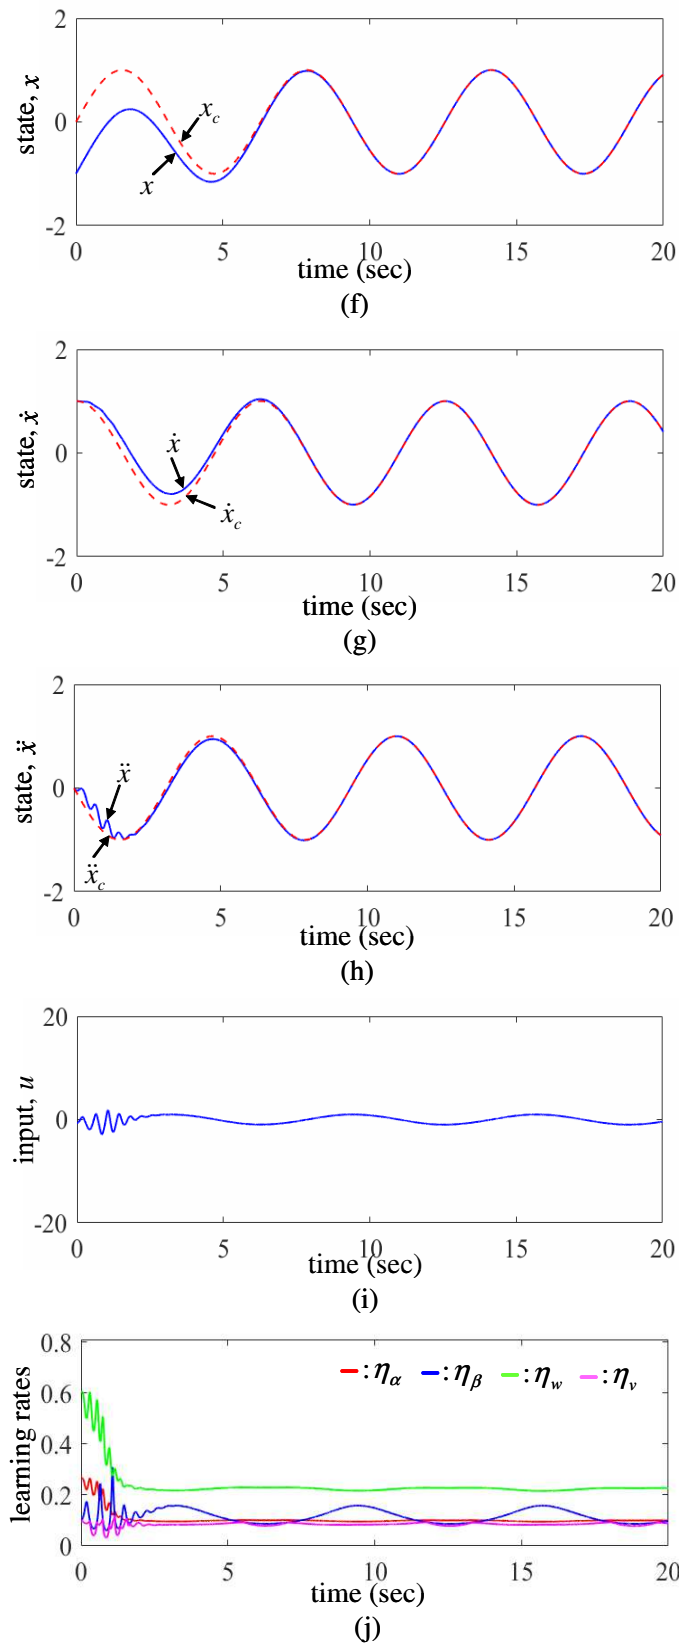 2
state, x
0
x_c
x
-2
0 5 10 15 20
time (sec)
(f)
2
state, ẋ
0
ẋ
ẋ_c
-2
0 5 10 15 20
time (sec)
(g)
2
state, ẍ
0
ẍ
ẍ_c
-2
0 5 10 15 20
time (sec)
(h)
20
input, u
0
-20
0 5 10 15 20
time (sec)
(i)
0.8
:η_α :η_β :η_w :η_v
learning rates
0.6
0.4
0.2
0
0 5 10 15 20
time (sec)
(j)